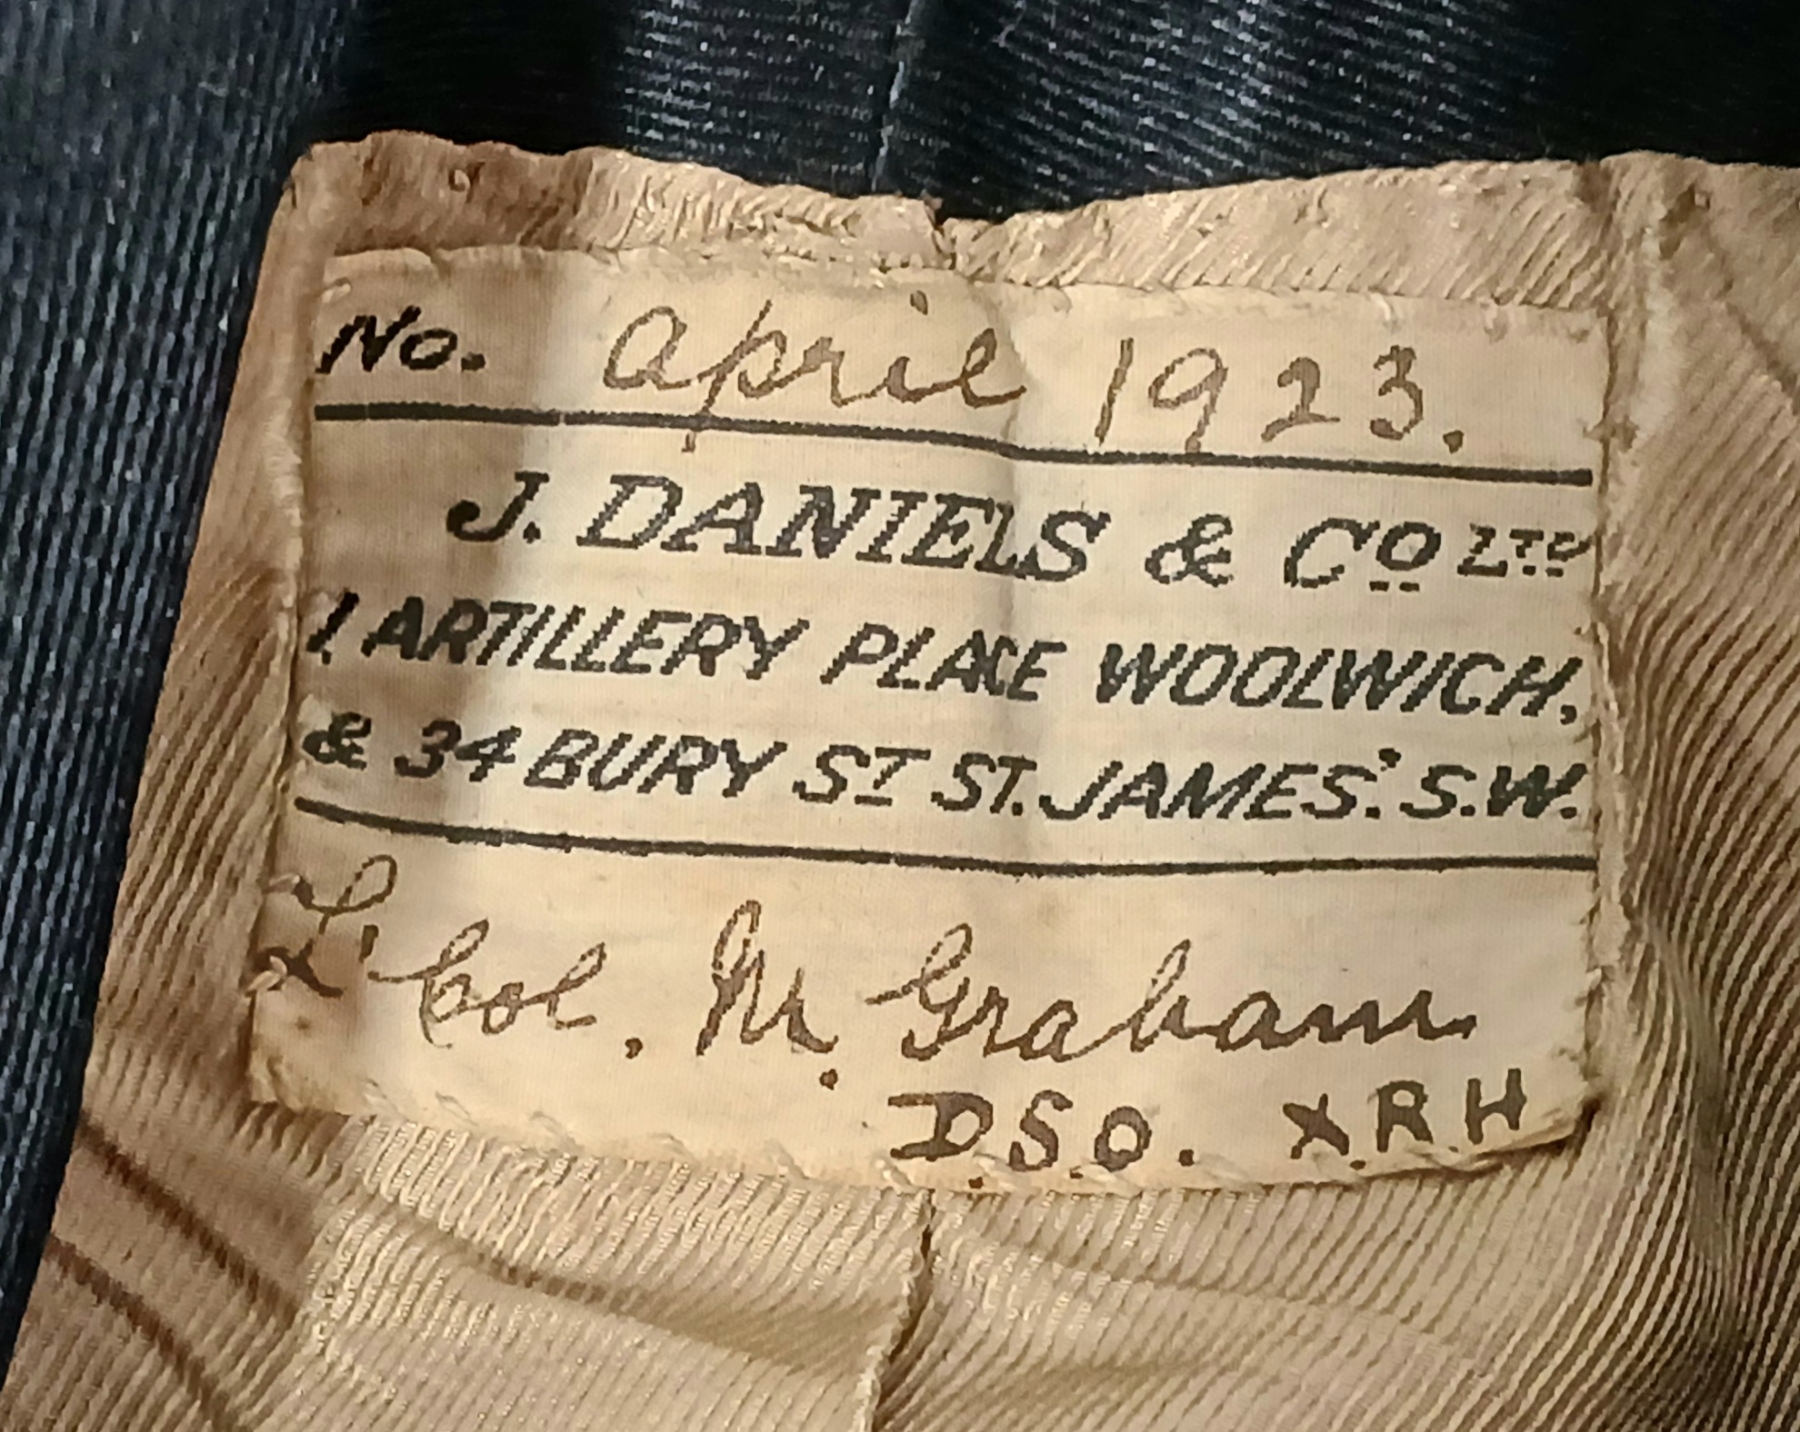 No. April 1923.
J. DANIELS & Co LTD
1, ARTILLERY PLACE WOOLWICH,
& 34 BURY ST ST. JAMES'. S.W.
Lt. Col. M. Graham
DSO. X.R.H